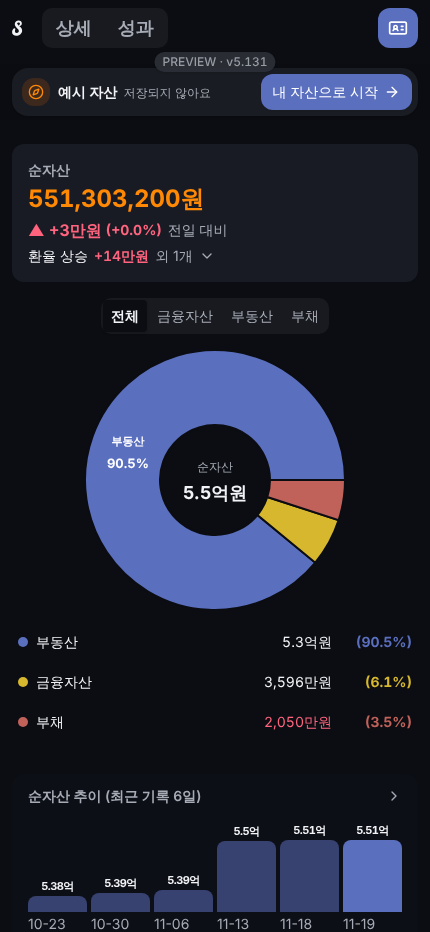 상세 성과
PREVIEW · v5.131
예시 자산 저장되지 않아요 내 자산으로 시작 →
순자산
551,303,200원
▲ +3만원 (+0.0%) 전일 대비
환율 상승 +14만원 외 1개
전체 금융자산 부동산 부채
부동산
90.5%
순자산
5.5억원
부동산 5.3억원 (90.5%)
금융자산 3,596만원 (6.1%)
부채 2,050만원 (3.5%)
순자산 추이 (최근 기록 6일)
5.38억 5.39억 5.39억 5.5억 5.51억 5.51억
10-23 10-30 11-06 11-13 11-18 11-19